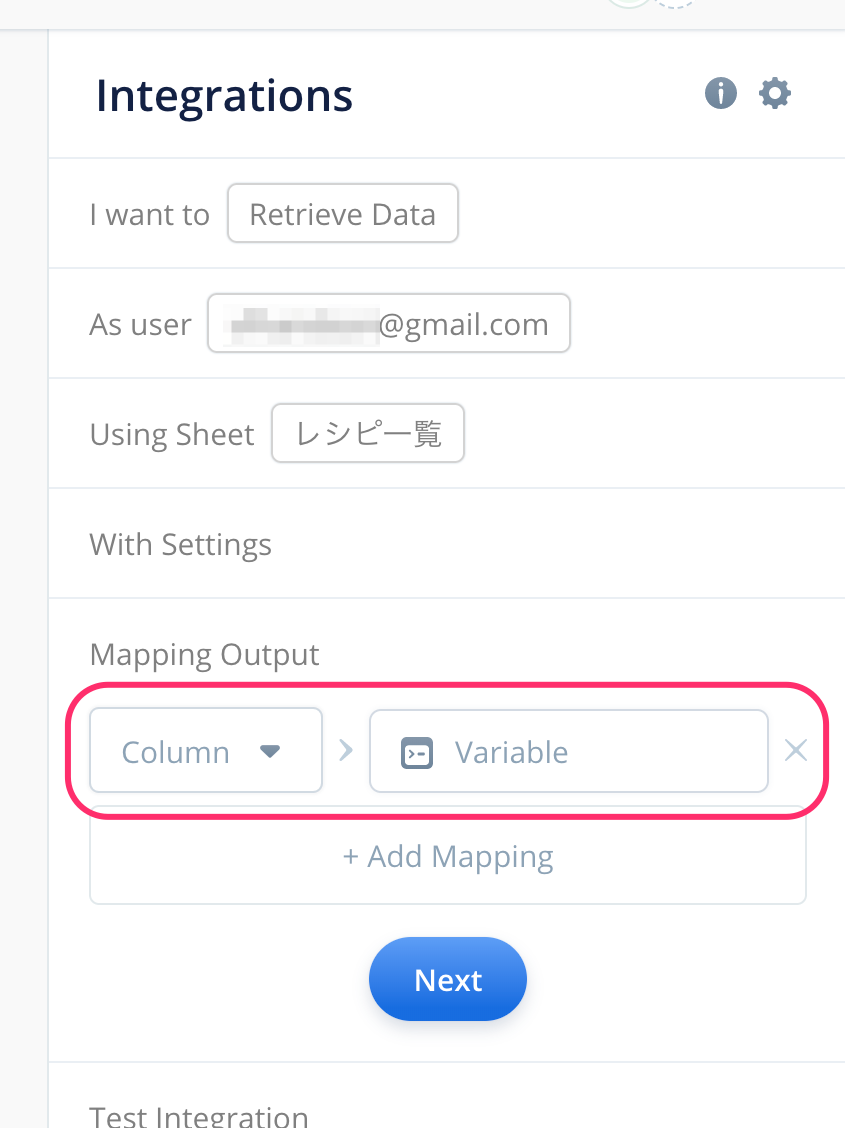 Integrations
I want to Retrieve Data
As user @gmail.com
Using Sheet レシピ一覧
With Settings
Mapping Output
Column Variable
+ Add Mapping
Next
Test Integration